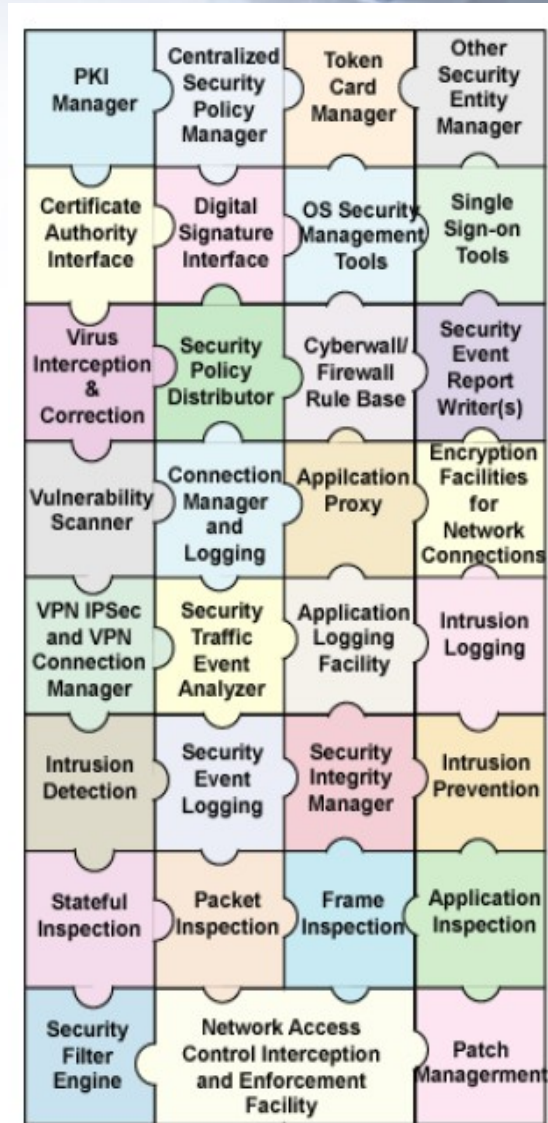 PKI
Manager
Centralized
Security
Policy
Manager
Token
Card
Manager
Other
Security
Entity
Manager
Certificate
Authority
Interface
Digital
Signature
Interface
OS Security
Management
Tools
Single
Sign-on
Tools
Virus
Interception
&
Correction
Security
Policy
Distributor
Cyberwall/
Firewall
Rule Base
Security
Event
Report
Writer(s)
Vulnerability
Scanner
Connection
Manager
and
Logging
Appilcation
Proxy
Encryption
Facilities
for
Network
Connections
VPN IPSec
and VPN
Connection
Manager
Security
Traffic
Event
Analyzer
Application
Logging
Facility
Intrusion
Logging
Intrusion
Detection
Security
Event
Logging
Security
Integrity
Manager
Intrusion
Prevention
Stateful
Inspection
Packet
Inspection
Frame
Inspection
Application
Inspection
Security
Filter
Engine
Network Access
Control Interception
and Enforcement
Facility
Patch
Managerment